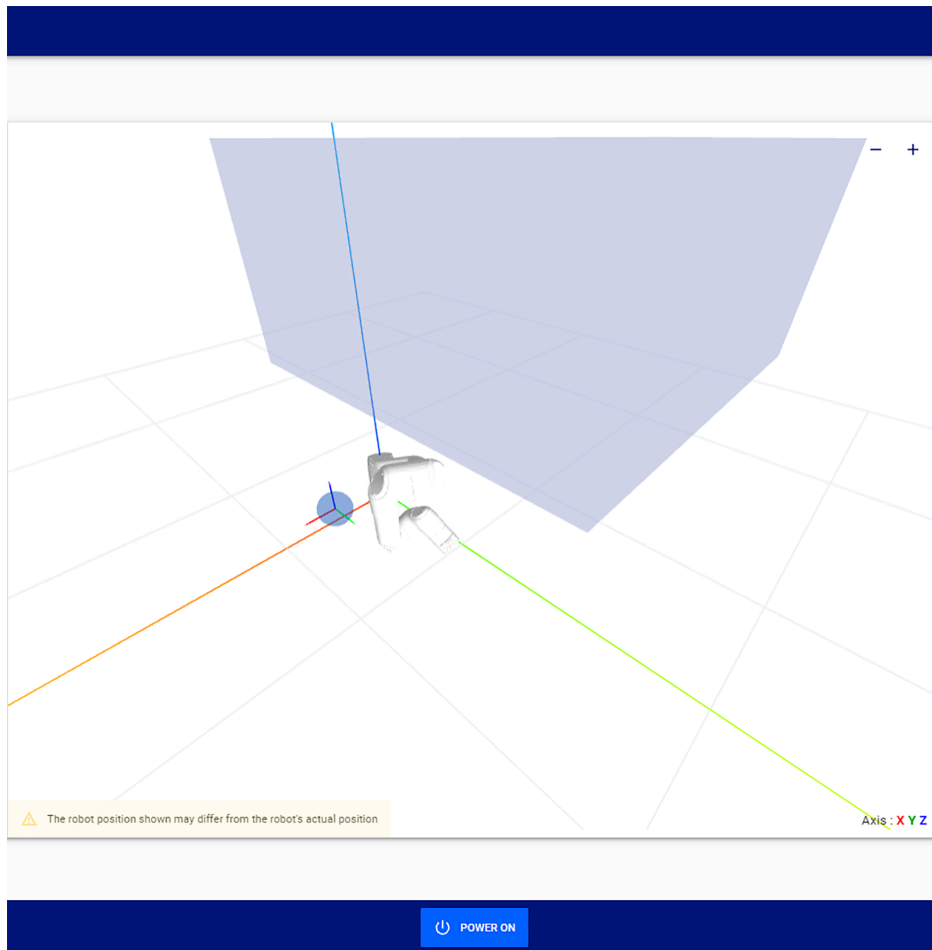 − +
The robot position shown may differ from the robot's actual position
Axis : X Y Z
POWER ON